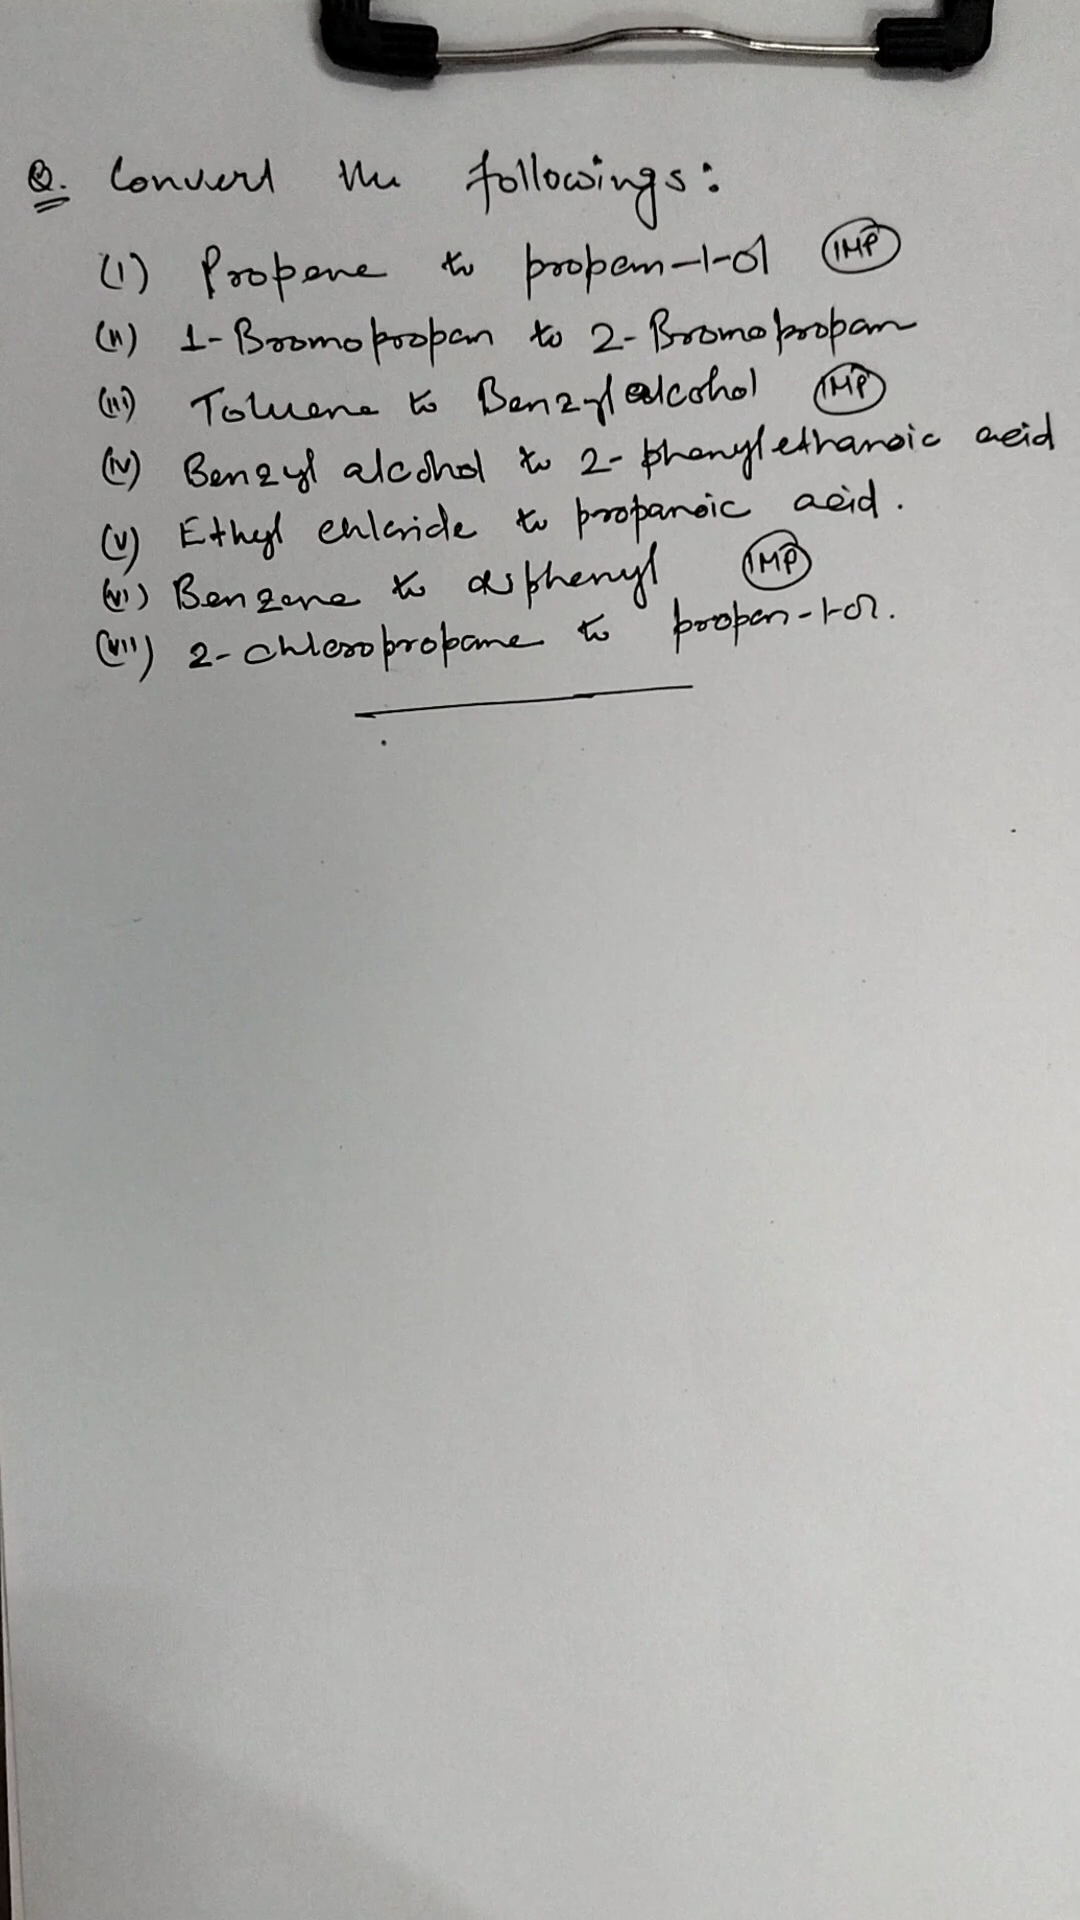 Q. Convert the followings:
(i) Propene to propan-1-ol IMP
(ii) 1-Bromopropan to 2-Bromopropan
(iii) Toluene to Benzyl alcohol IMP
(iv) Benzyl alcohol to 2-phenylethanoic acid
(v) Ethyl chloride to propanoic acid.
(vi) Benzene to diphenyl IMP
(vii) 2-chloropropane to propan-1-ol.